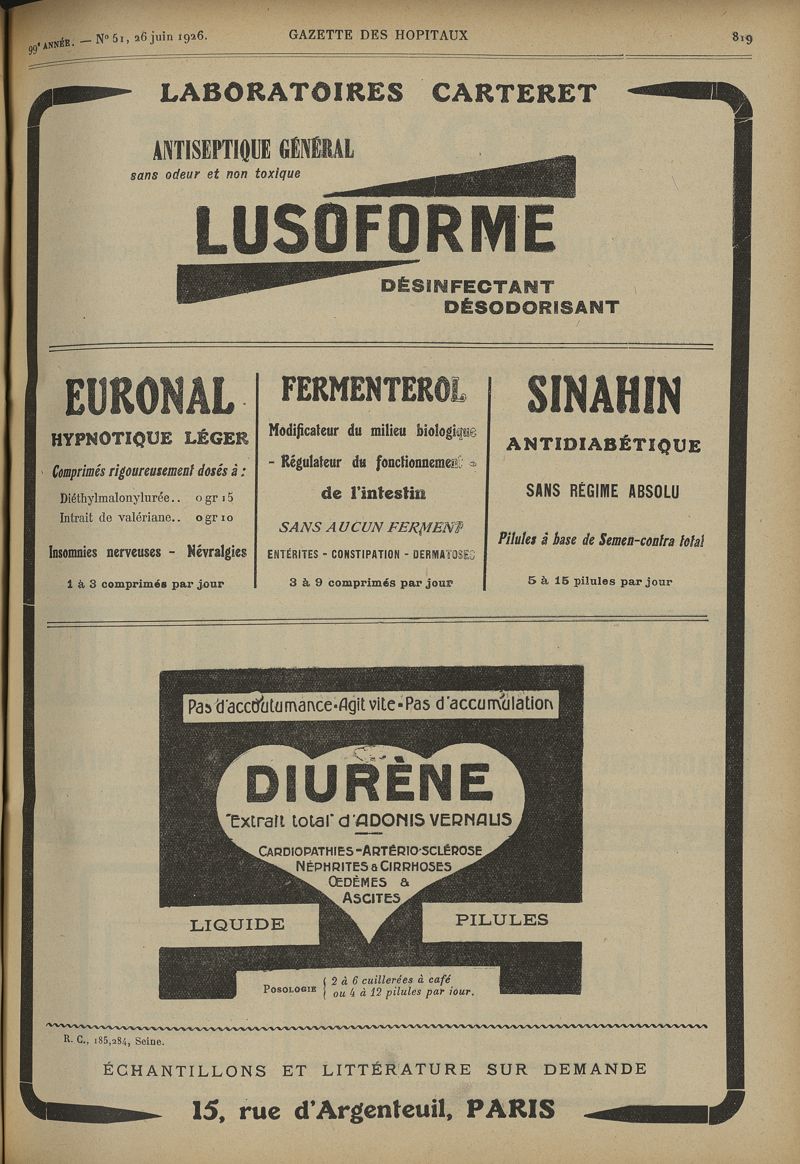 99e ANNÉE. — No 51, 26 juin 1926.
GAZETTE DES HOPITAUX
819
LABORATOIRES CARTERET
ANTISEPTIQUE GÉNÉRAL
sans odeur et non toxique
LUSOFORME
DÉSINFECTANT
DÉSODORISANT
EURONAL
HYPNOTIQUE LÉGER
Comprimés rigoureusement dosés à :
Diéthylmalonylurée.. 0 gr 15
Intrait de valériane.. 0 gr 10
Insomnies nerveuses - Névralgies
1 à 3 comprimés par jour
FERMENTEROL
Modificateur du milieu biologique
- Régulateur du fonctionnement -
de l'intestin
SANS AUCUN FERMENT
ENTÉRITES - CONSTIPATION - DERMATOSES
3 à 9 comprimés par jour
SINAHIN
ANTIDIABÉTIQUE
SANS RÉGIME ABSOLU
Pilules à base de Semen-contra total
5 à 15 pilules par jour
Pas d'accoutumance - Agit vite - Pas d'accumulation
DIURÈNE
"Extrait total" d'ADONIS VERNALIS
CARDIOPATHIES - ARTÉRIO-SCLÉROSE
NÉPHRITES & CIRRHOSES
ŒDÈMES &
ASCITES
LIQUIDE
PILULES
POSOLOGIE { 2 à 6 cuillerées à café
ou 4 à 12 pilules par jour.
R. C., 185,284, Seine.
ÉCHANTILLONS ET LITTÉRATURE SUR DEMANDE
15, rue d'Argenteuil, PARIS